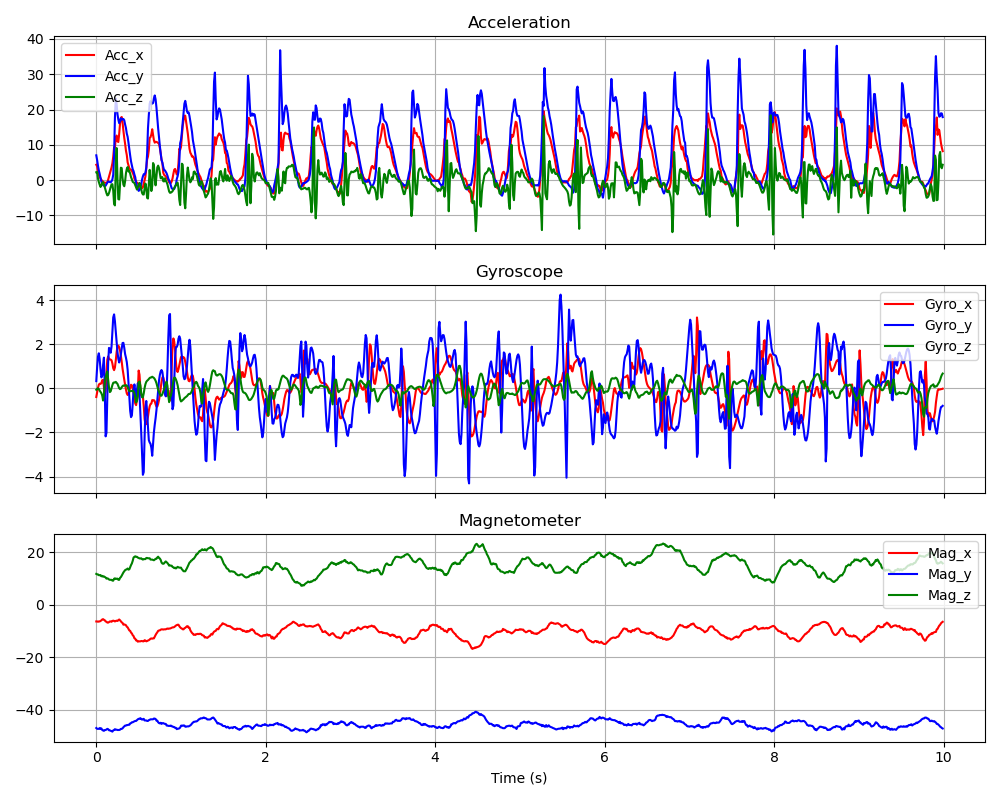 Acceleration
40
30
20
10
0
−10
Acc_x
Acc_y
Acc_z
Gyroscope
4
2
0
−2
−4
Gyro_x
Gyro_y
Gyro_z
Magnetometer
20
0
−20
−40
Mag_x
Mag_y
Mag_z
0 2 4 6 8 10
Time (s)